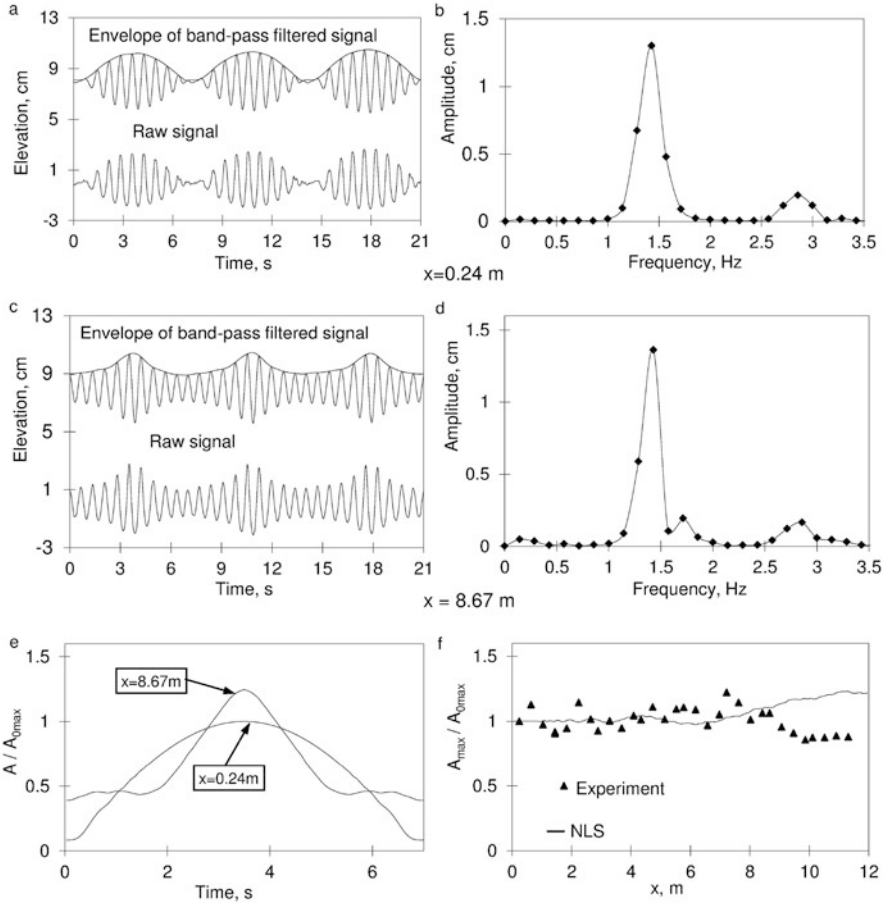 a
13
Envelope of band-pass filtered signal
9
5
Raw signal
1
-3
Elevation, cm
0 3 6 9 12 15 18 21
Time, s
b
1.5
1
0.5
0
Amplitude, cm
0 0.5 1 1.5 2 2.5 3 3.5
Frequency, Hz
x=0.24 m
c
13
Envelope of band-pass filtered signal
9
5
Raw signal
1
-3
Elevation, cm
0 3 6 9 12 15 18 21
Time, s
d
1.5
1
0.5
0
Amplitude, cm
0 0.5 1 1.5 2 2.5 3 3.5
Frequency, Hz
x = 8.67 m
e
1.5
1
0.5
0
A / A0max
x=8.67m
x=0.24m
0 2 4 6
Time, s
f
1.5
1
0.5
0
Amax / A0max
Experiment
NLS
0 2 4 6 8 10 12
x, m